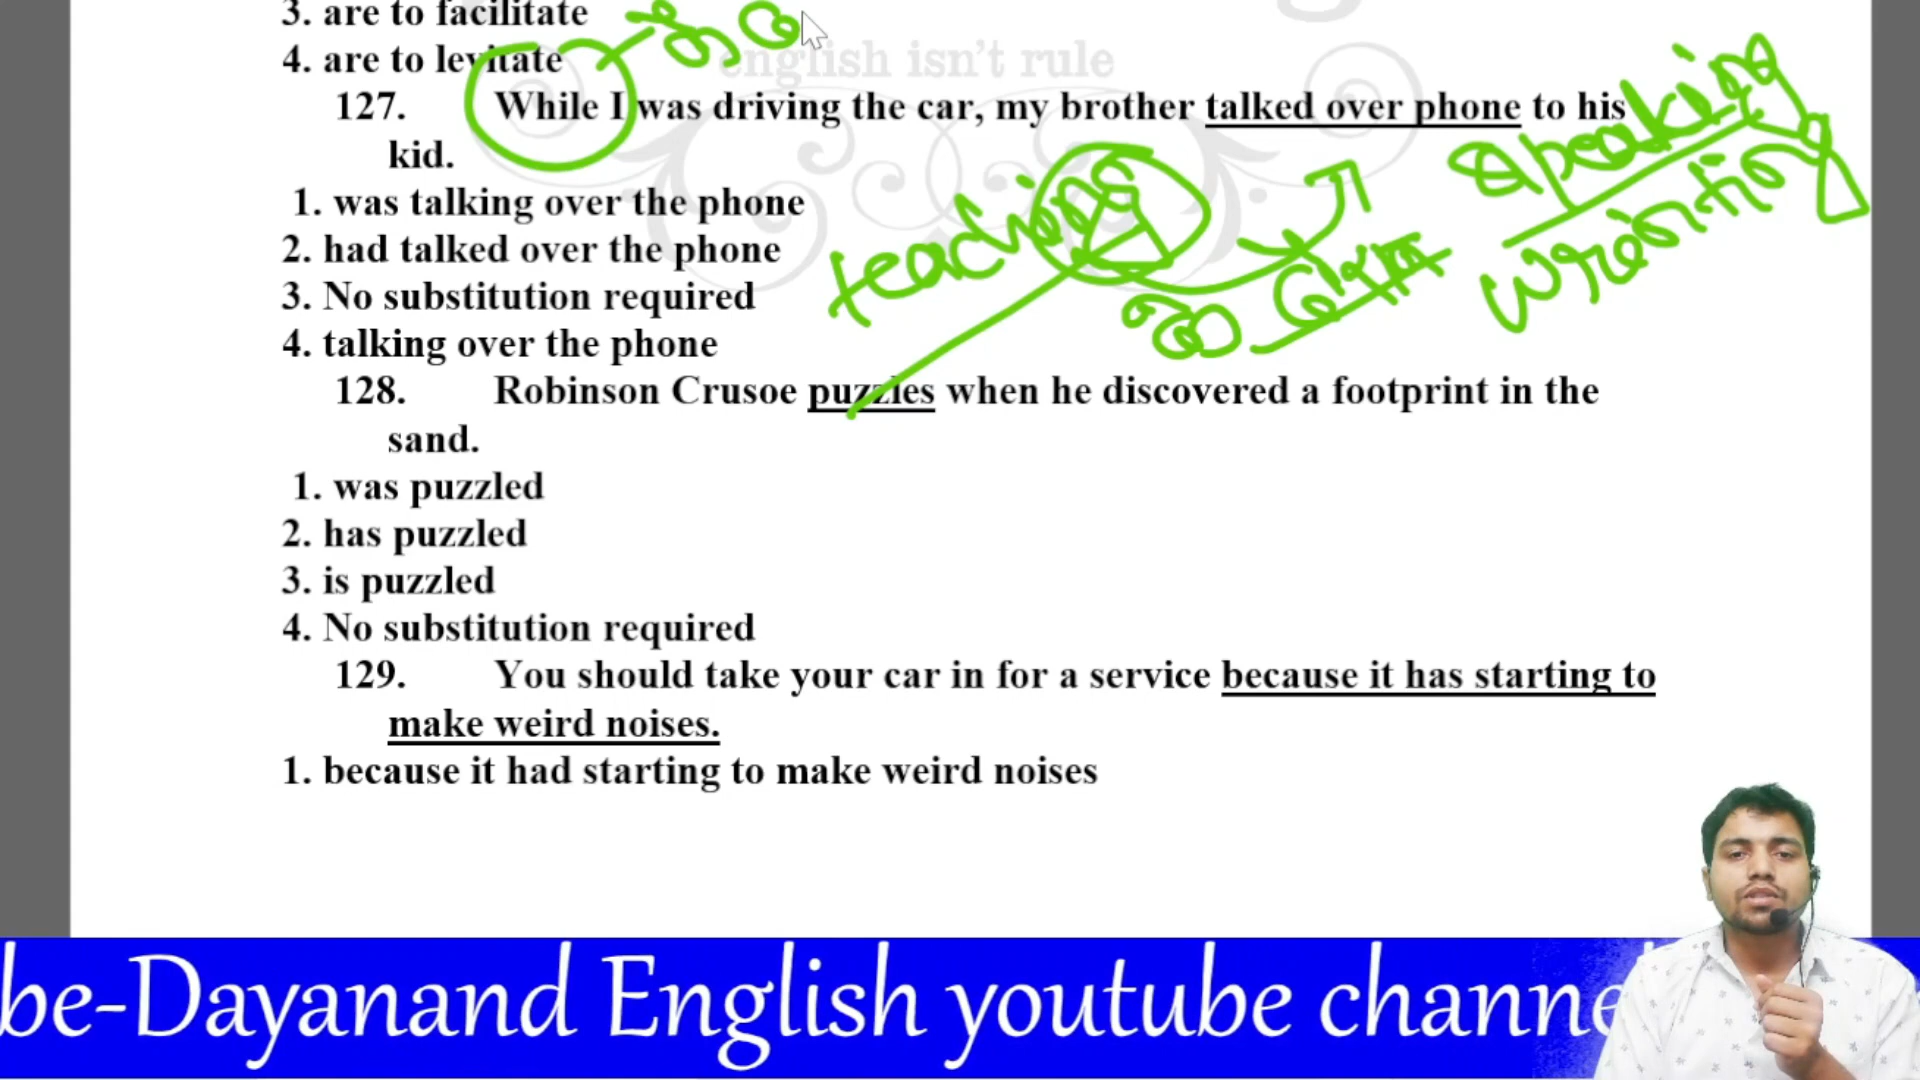 3. are to facilitate
4. are to levitate
english isn't rule
127. While I was driving the car, my brother talked over phone to his
kid.
1. was talking over the phone
2. had talked over the phone
3. No substitution required
4. talking over the phone
teaching
speaking
writing
128. Robinson Crusoe puzzles when he discovered a footprint in the
sand.
1. was puzzled
2. has puzzled
3. is puzzled
4. No substitution required
129. You should take your car in for a service because it has starting to
make weird noises.
1. because it had starting to make weird noises
be-Dayanand English youtube channe